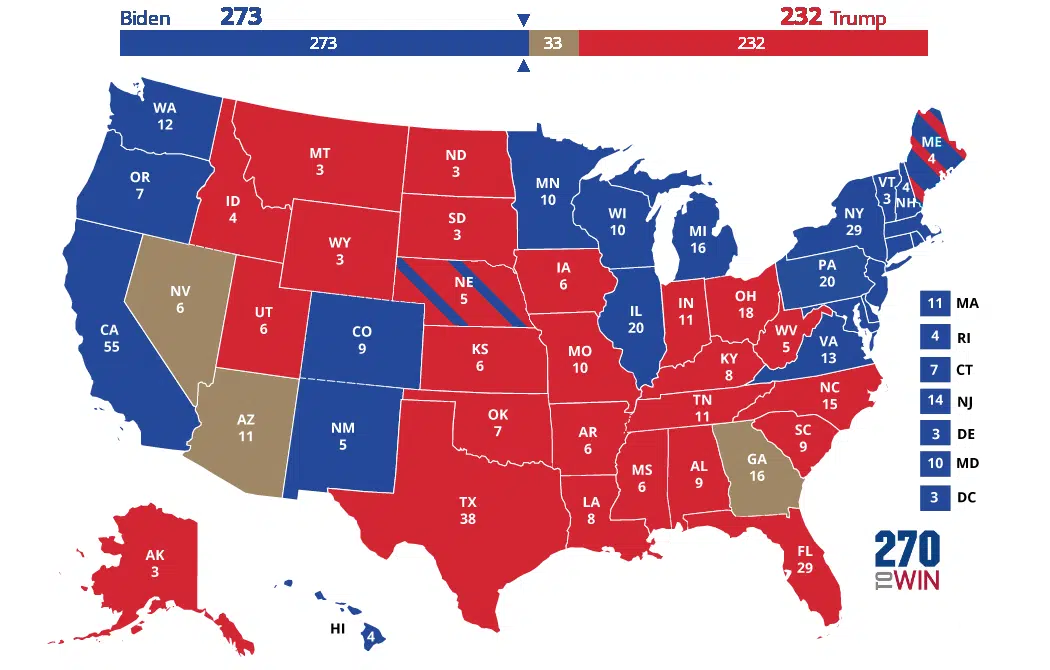 Biden 273 232 Trump
273 33 232
WA
12
OR
7
CA
55
NV
6
ID
4
MT
3
WY
3
UT
6
AZ
11
CO
9
NM
5
ND
3
SD
3
NE
5
KS
6
OK
7
TX
38
MN
10
IA
6
MO
10
AR
6
LA
8
WI
10
IL
20
MI
16
IN
11
OH
18
KY
8
TN
11
MS
6
AL
9
GA
16
FL
29
SC
9
NC
15
VA
13
WV
5
PA
20
NY
29
VT
3
4
NH
ME
4
11 MA
4 RI
7 CT
14 NJ
3 DE
10 MD
3 DC
AK
3
HI 4
270
TO WIN